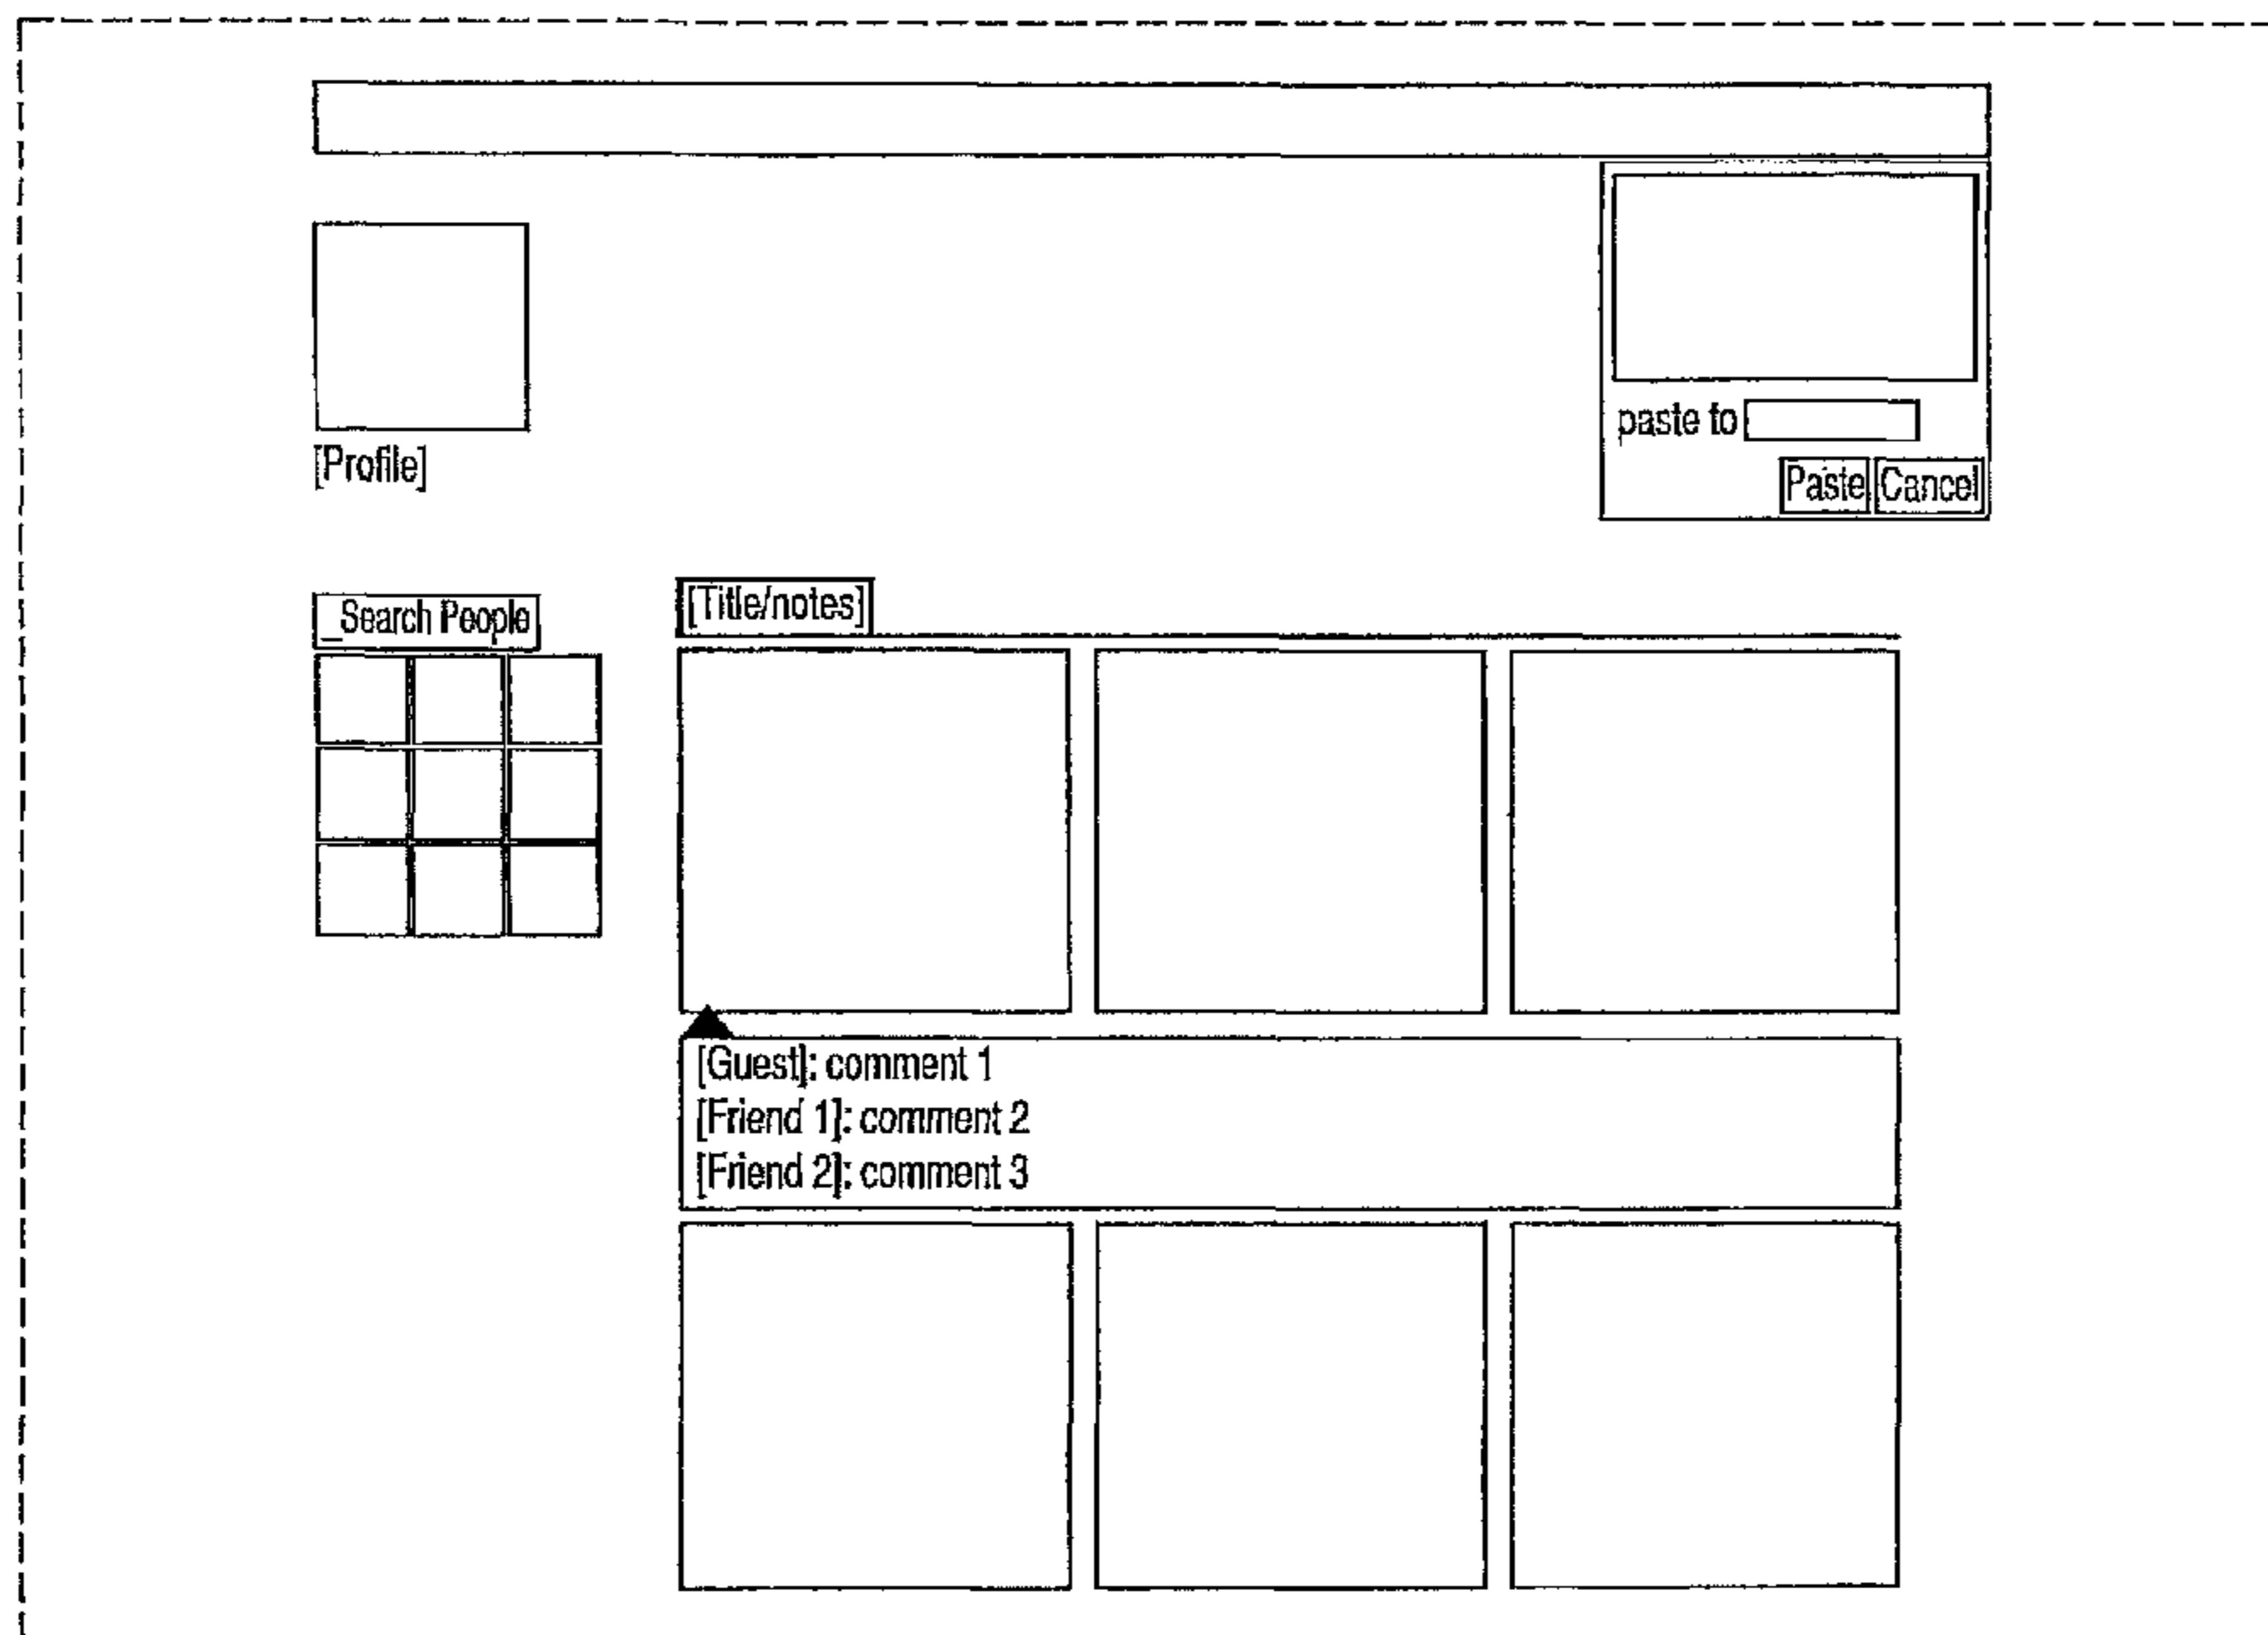 [Profile]
paste to
Paste Cancel
_Search People
[Title/notes]
[Guest]: comment 1
[Friend 1]: comment 2
[Friend 2]: comment 3